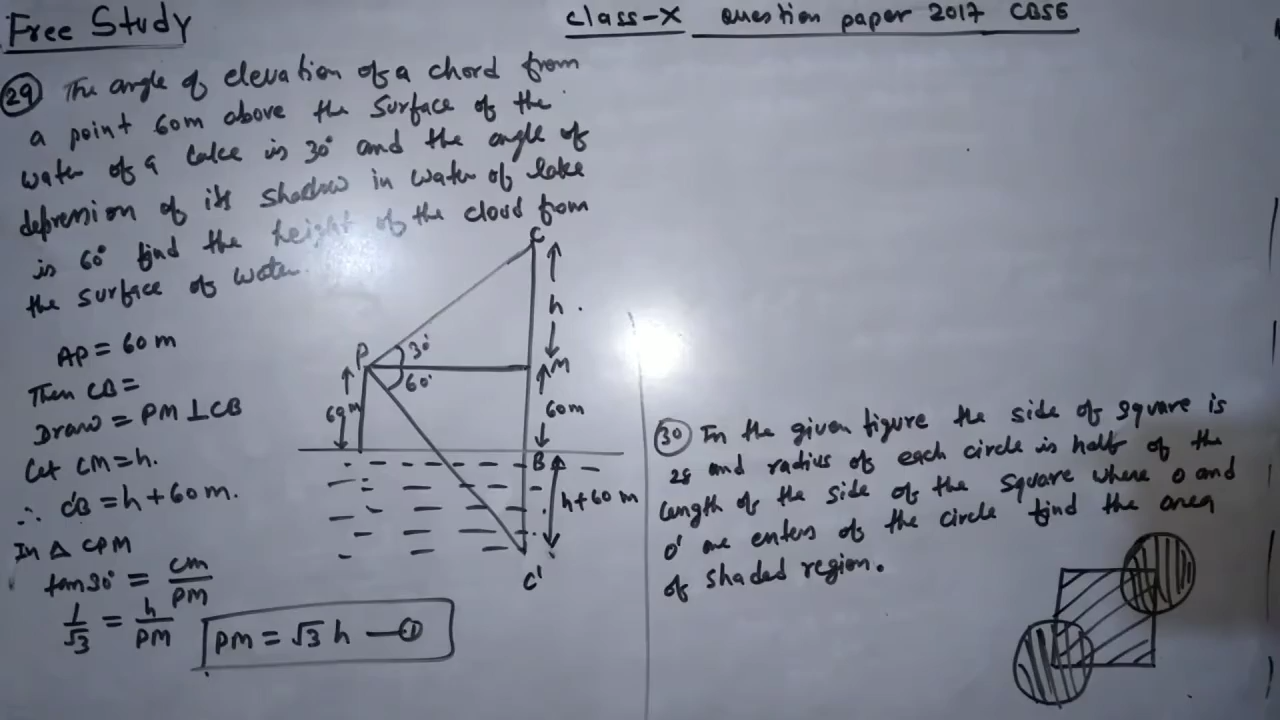 Free Study
Class-X question paper 2017 CBSE
29 The angle of elevation of a chord from
a point 60m above the surface of the
water of a lake is 30° and the angle of
depression of its shadow in water of lake
is 60° find the height of the cloud from
the surface of water.
AP = 60 m
Then CB =
Draw = PM ⊥ CB
Let CM = h.
∴ C'B = h + 60 m.
In Δ CPM
tan 30° = CM/PM
1/√3 = h/PM
PM = √3 h —①
C
h
P
30°
60°
M
60m
60m
B
h+60 m
C'
30 In the given figure the side of square is
28 and radius of each circle is half of the
length of the side of the square where O and
O' are enters of the circle find the area
of shaded region.